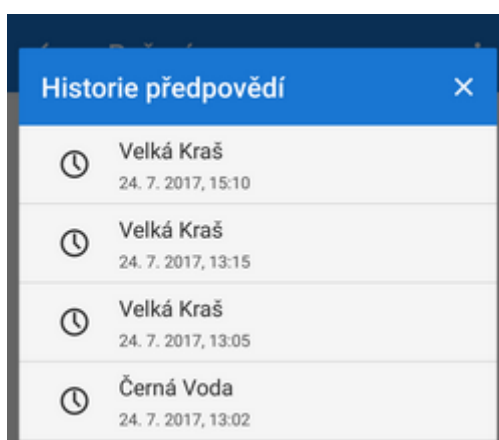 Historie předpovědí
Velká Kraš
24. 7. 2017, 15:10
Velká Kraš
24. 7. 2017, 13:15
Velká Kraš
24. 7. 2017, 13:05
Černá Voda
24. 7. 2017, 13:02